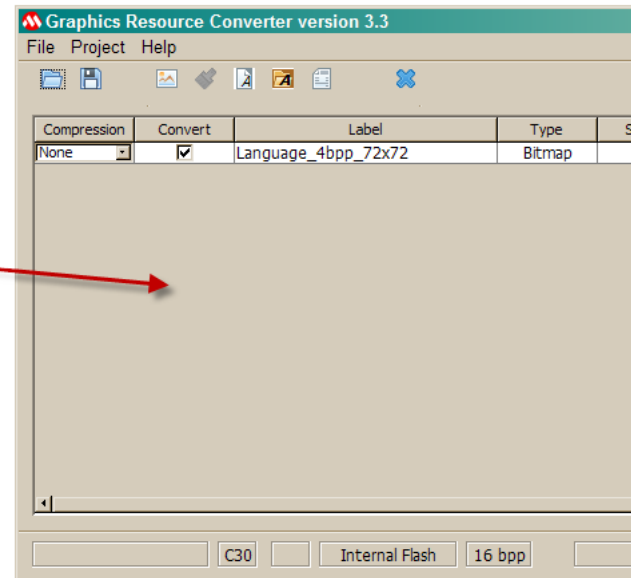 Graphics Resource Converter version 3.3
File Project Help
Compression Convert Label Type S
None Language_4bpp_72x72 Bitmap
C30 Internal Flash 16 bpp